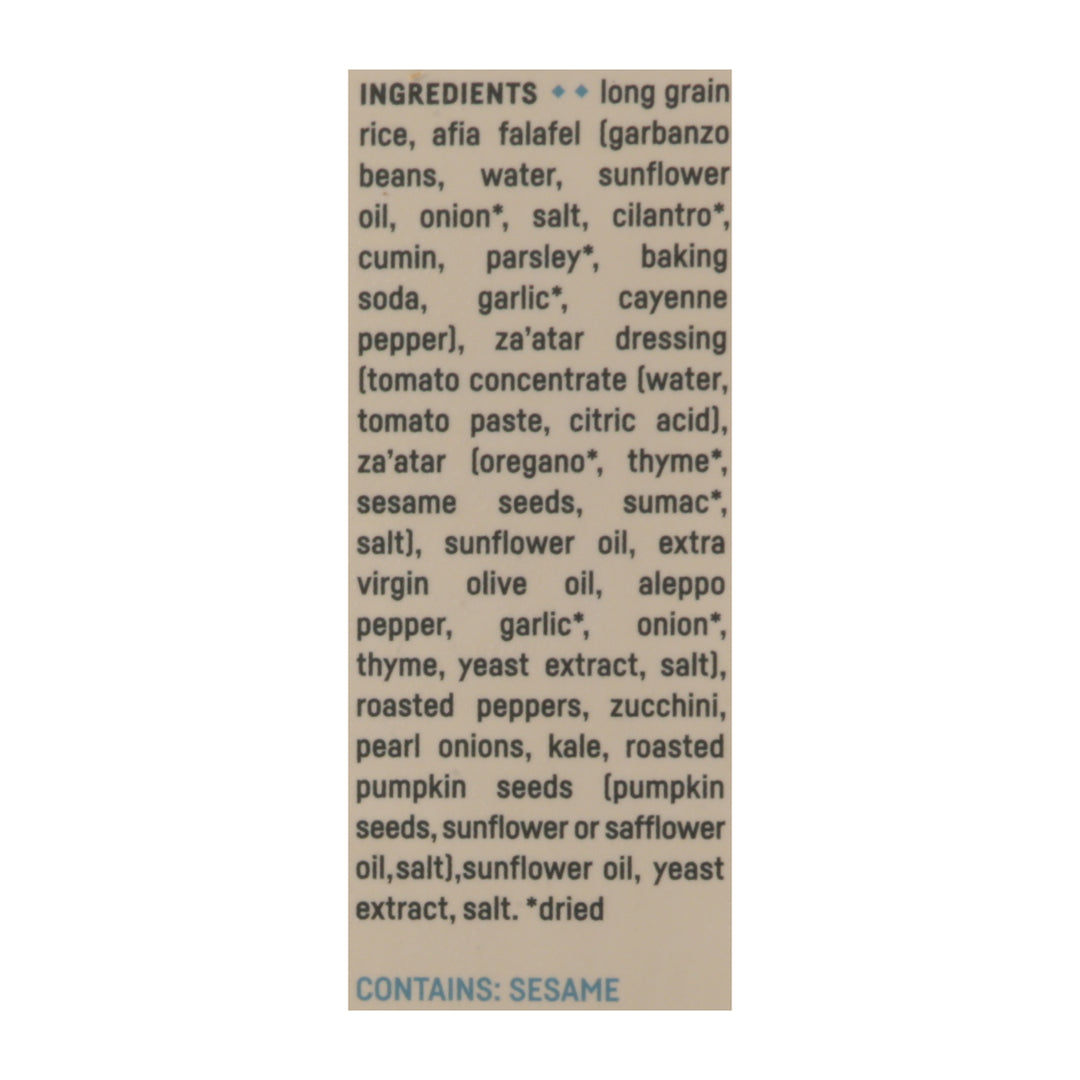 INGREDIENTS ◆ ◆ long grain
rice, afia falafel (garbanzo
beans, water, sunflower
oil, onion*, salt, cilantro*,
cumin, parsley*, baking
soda, garlic*, cayenne
pepper), za'atar dressing
(tomato concentrate (water,
tomato paste, citric acid),
za'atar (oregano*, thyme*,
sesame seeds, sumac*,
salt), sunflower oil, extra
virgin olive oil, aleppo
pepper, garlic*, onion*,
thyme, yeast extract, salt),
roasted peppers, zucchini,
pearl onions, kale, roasted
pumpkin seeds (pumpkin
seeds, sunflower or safflower
oil,salt),sunflower oil, yeast
extract, salt. *dried
CONTAINS: SESAME